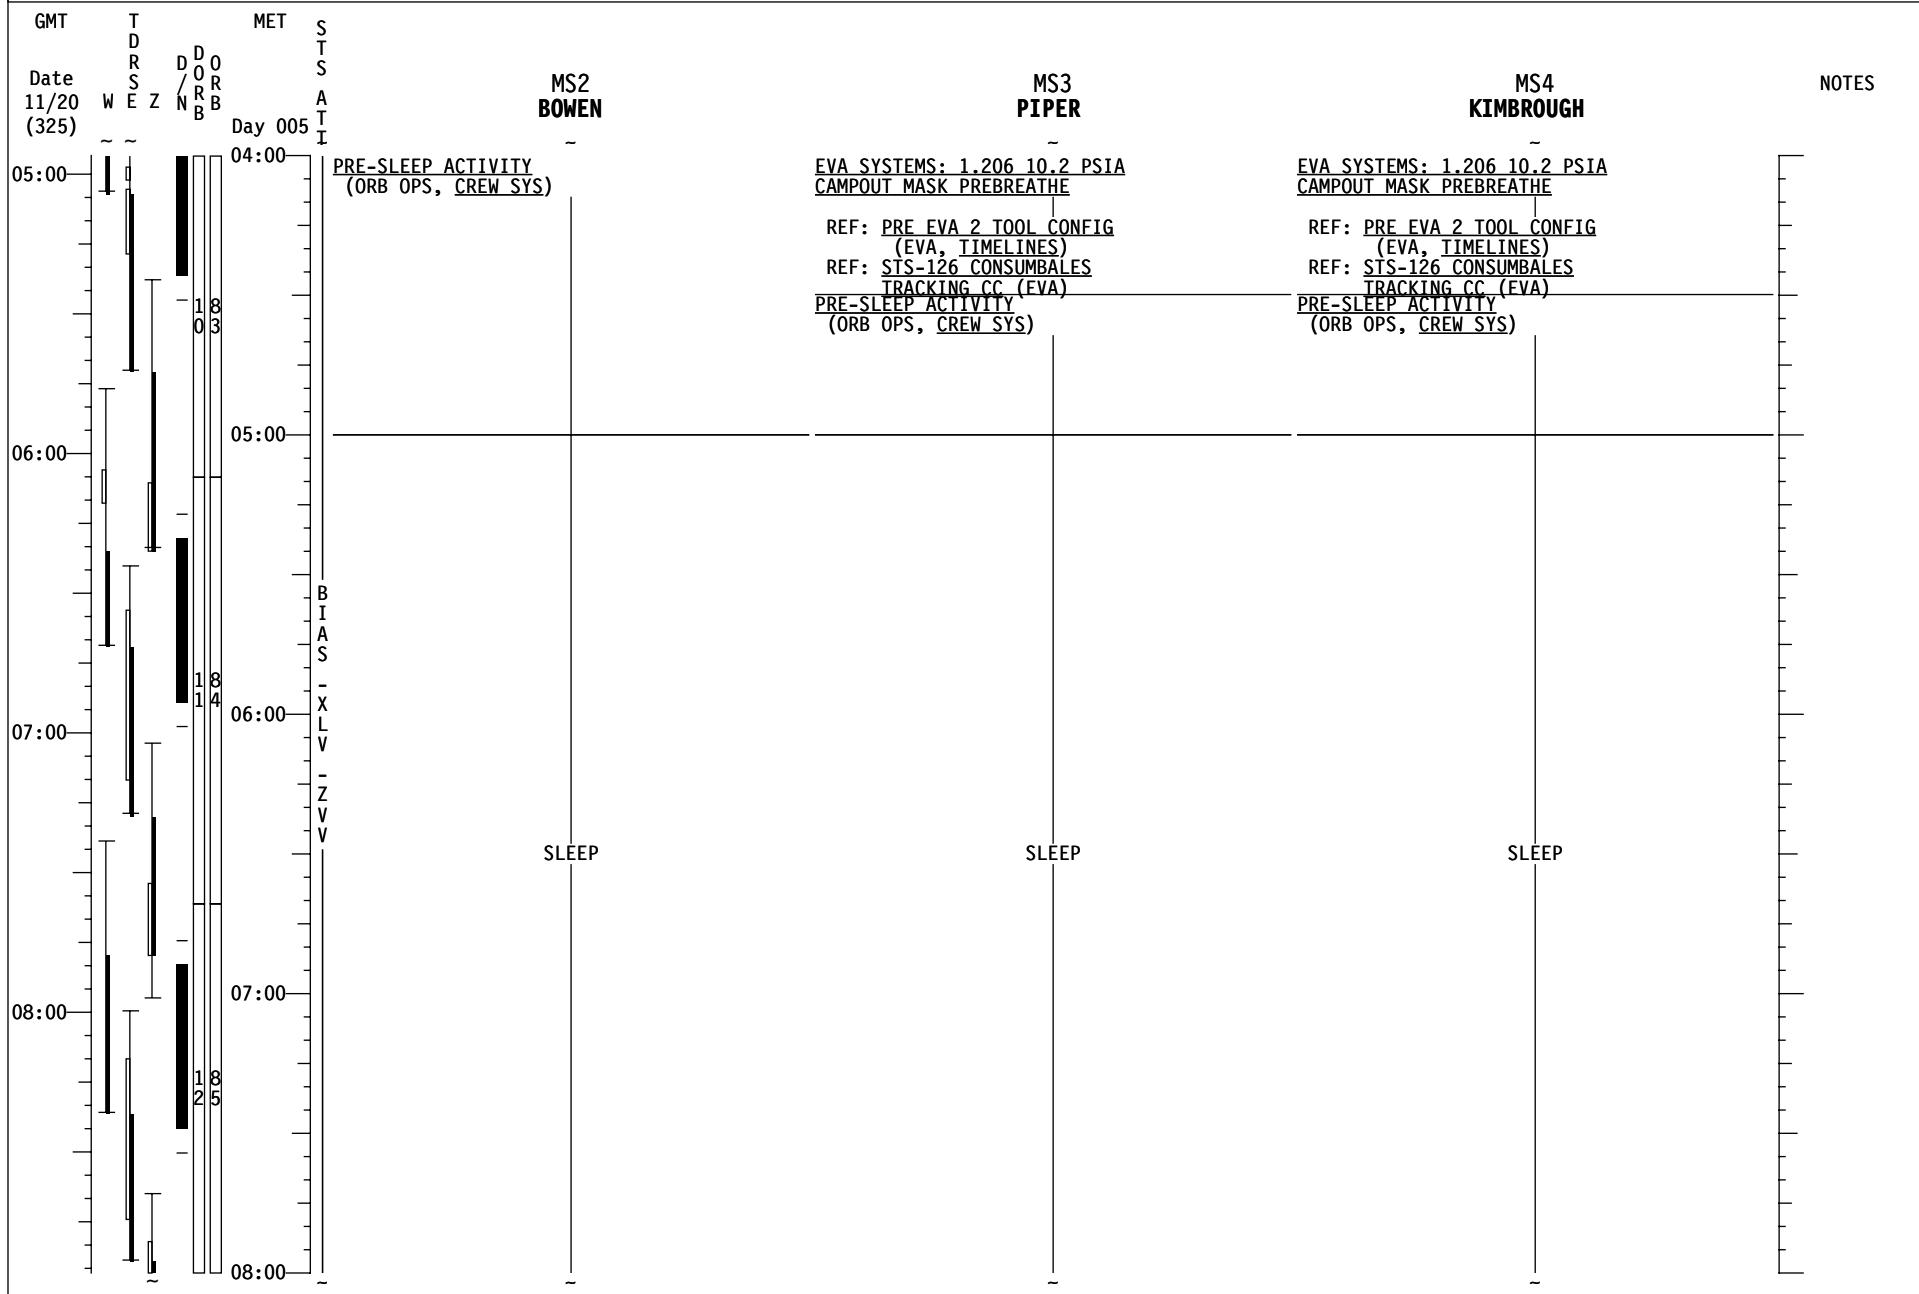 GMT
Date
11/20
(325)
TDRS
W E Z
D/N
DORB
ORB
MET
Day 005
STS ATT
MS2
BOWEN
MS3
PIPER
MS4
KIMBROUGH
NOTES
~ ~ ~ ~ ~
04:00
PRE-SLEEP ACTIVITY
(ORB OPS, CREW SYS)
EVA SYSTEMS: 1.206 10.2 PSIA
CAMPOUT MASK PREBREATHE
REF: PRE EVA 2 TOOL CONFIG
(EVA, TIMELINES)
REF: STS-126 CONSUMBALES
TRACKING CC (EVA)
PRE-SLEEP ACTIVITY
(ORB OPS, CREW SYS)
EVA SYSTEMS: 1.206 10.2 PSIA
CAMPOUT MASK PREBREATHE
REF: PRE EVA 2 TOOL CONFIG
(EVA, TIMELINES)
REF: STS-126 CONSUMBALES
TRACKING CC (EVA)
PRE-SLEEP ACTIVITY
(ORB OPS, CREW SYS)
05:00
10
83
05:00
06:00
BIAS -XLV -ZVV
11
84
06:00
07:00
SLEEP
SLEEP
SLEEP
07:00
08:00
12
85
08:00
~ ~ ~ ~ ~